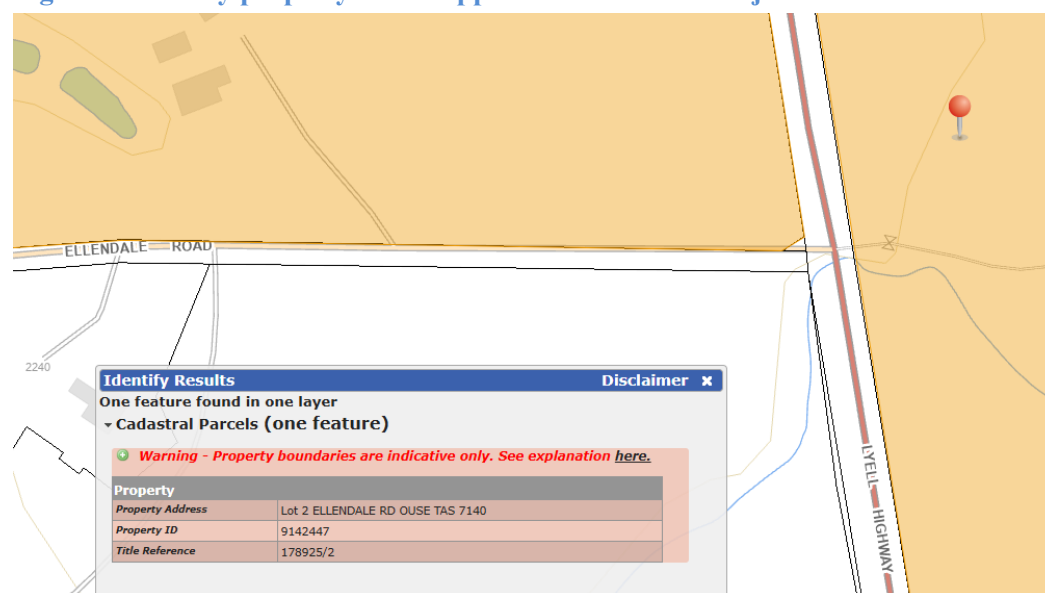 ELLENDALE ROAD
2240
Identify Results Disclaimer x
One feature found in one layer
Cadastral Parcels (one feature)
Warning - Property boundaries are indicative only. See explanation here.
Property
Property Address Lot 2 ELLENDALE RD OUSE TAS 7140
Property ID 9142447
Title Reference 178925/2
LYELL HIGHWAY